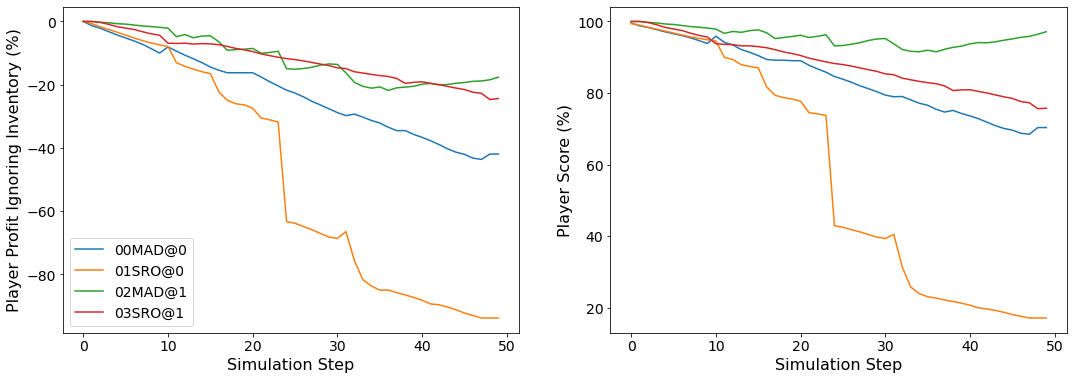 Player Profit Ignoring Inventory (%)
0
−20
−40
−60
−80
00MAD@0
01SRO@0
02MAD@1
03SRO@1
0 10 20 30 40 50
Simulation Step
Player Score (%)
100
80
60
40
20
0 10 20 30 40 50
Simulation Step